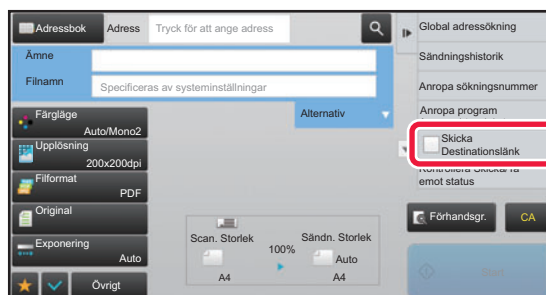 Adressbok
Adress
Tryck för att ange adress
Ämne
Filnamn
Specificeras av systeminställningar
Alternativ
Färgläge
Auto/Mono2
Upplösning
200x200dpi
Filformat
PDF
Original
Exponering
Auto
Övrigt
Scan. Storlek
A4
100%
Sändn. Storlek
Auto
A4
Global adressökning
Sändningshistorik
Anropa sökningsnummer
Anropa program
Skicka
Destinationslänk
Kontrollera Skicka/Ta
emot status
Förhandsgr.
CA
Start